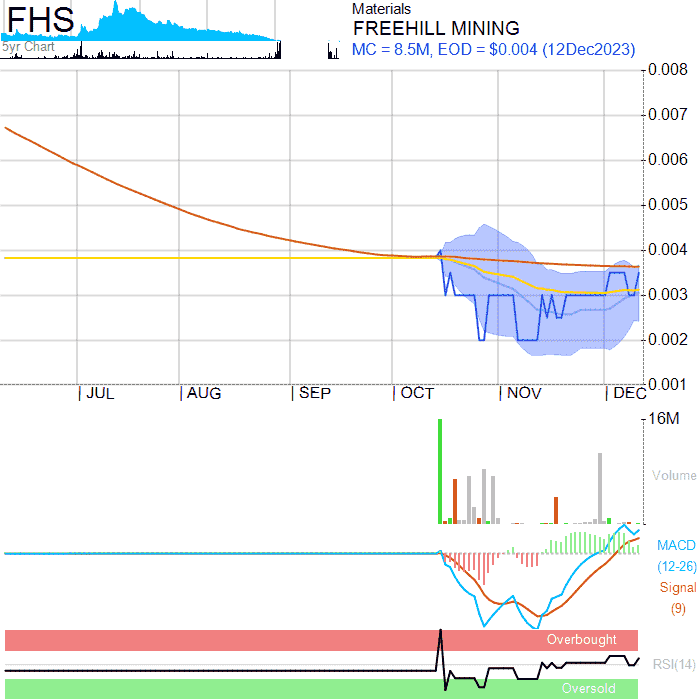 FHS
5yr Chart
Materials
FREEHILL MINING
MC = 8.5M, EOD = $0.004 (12Dec2023)
0.008
0.007
0.006
0.005
0.004
0.003
0.002
0.001
JUL AUG SEP OCT NOV DEC
16M
Volume
MACD
(12-26)
Signal
(9)
Overbought
RSI(14)
Oversold